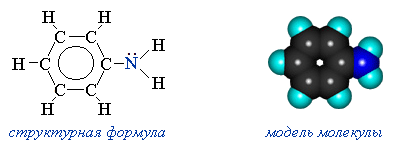 H H
C C H
H C C N̈
H
C C
H H
структурная формула
модель молекулы